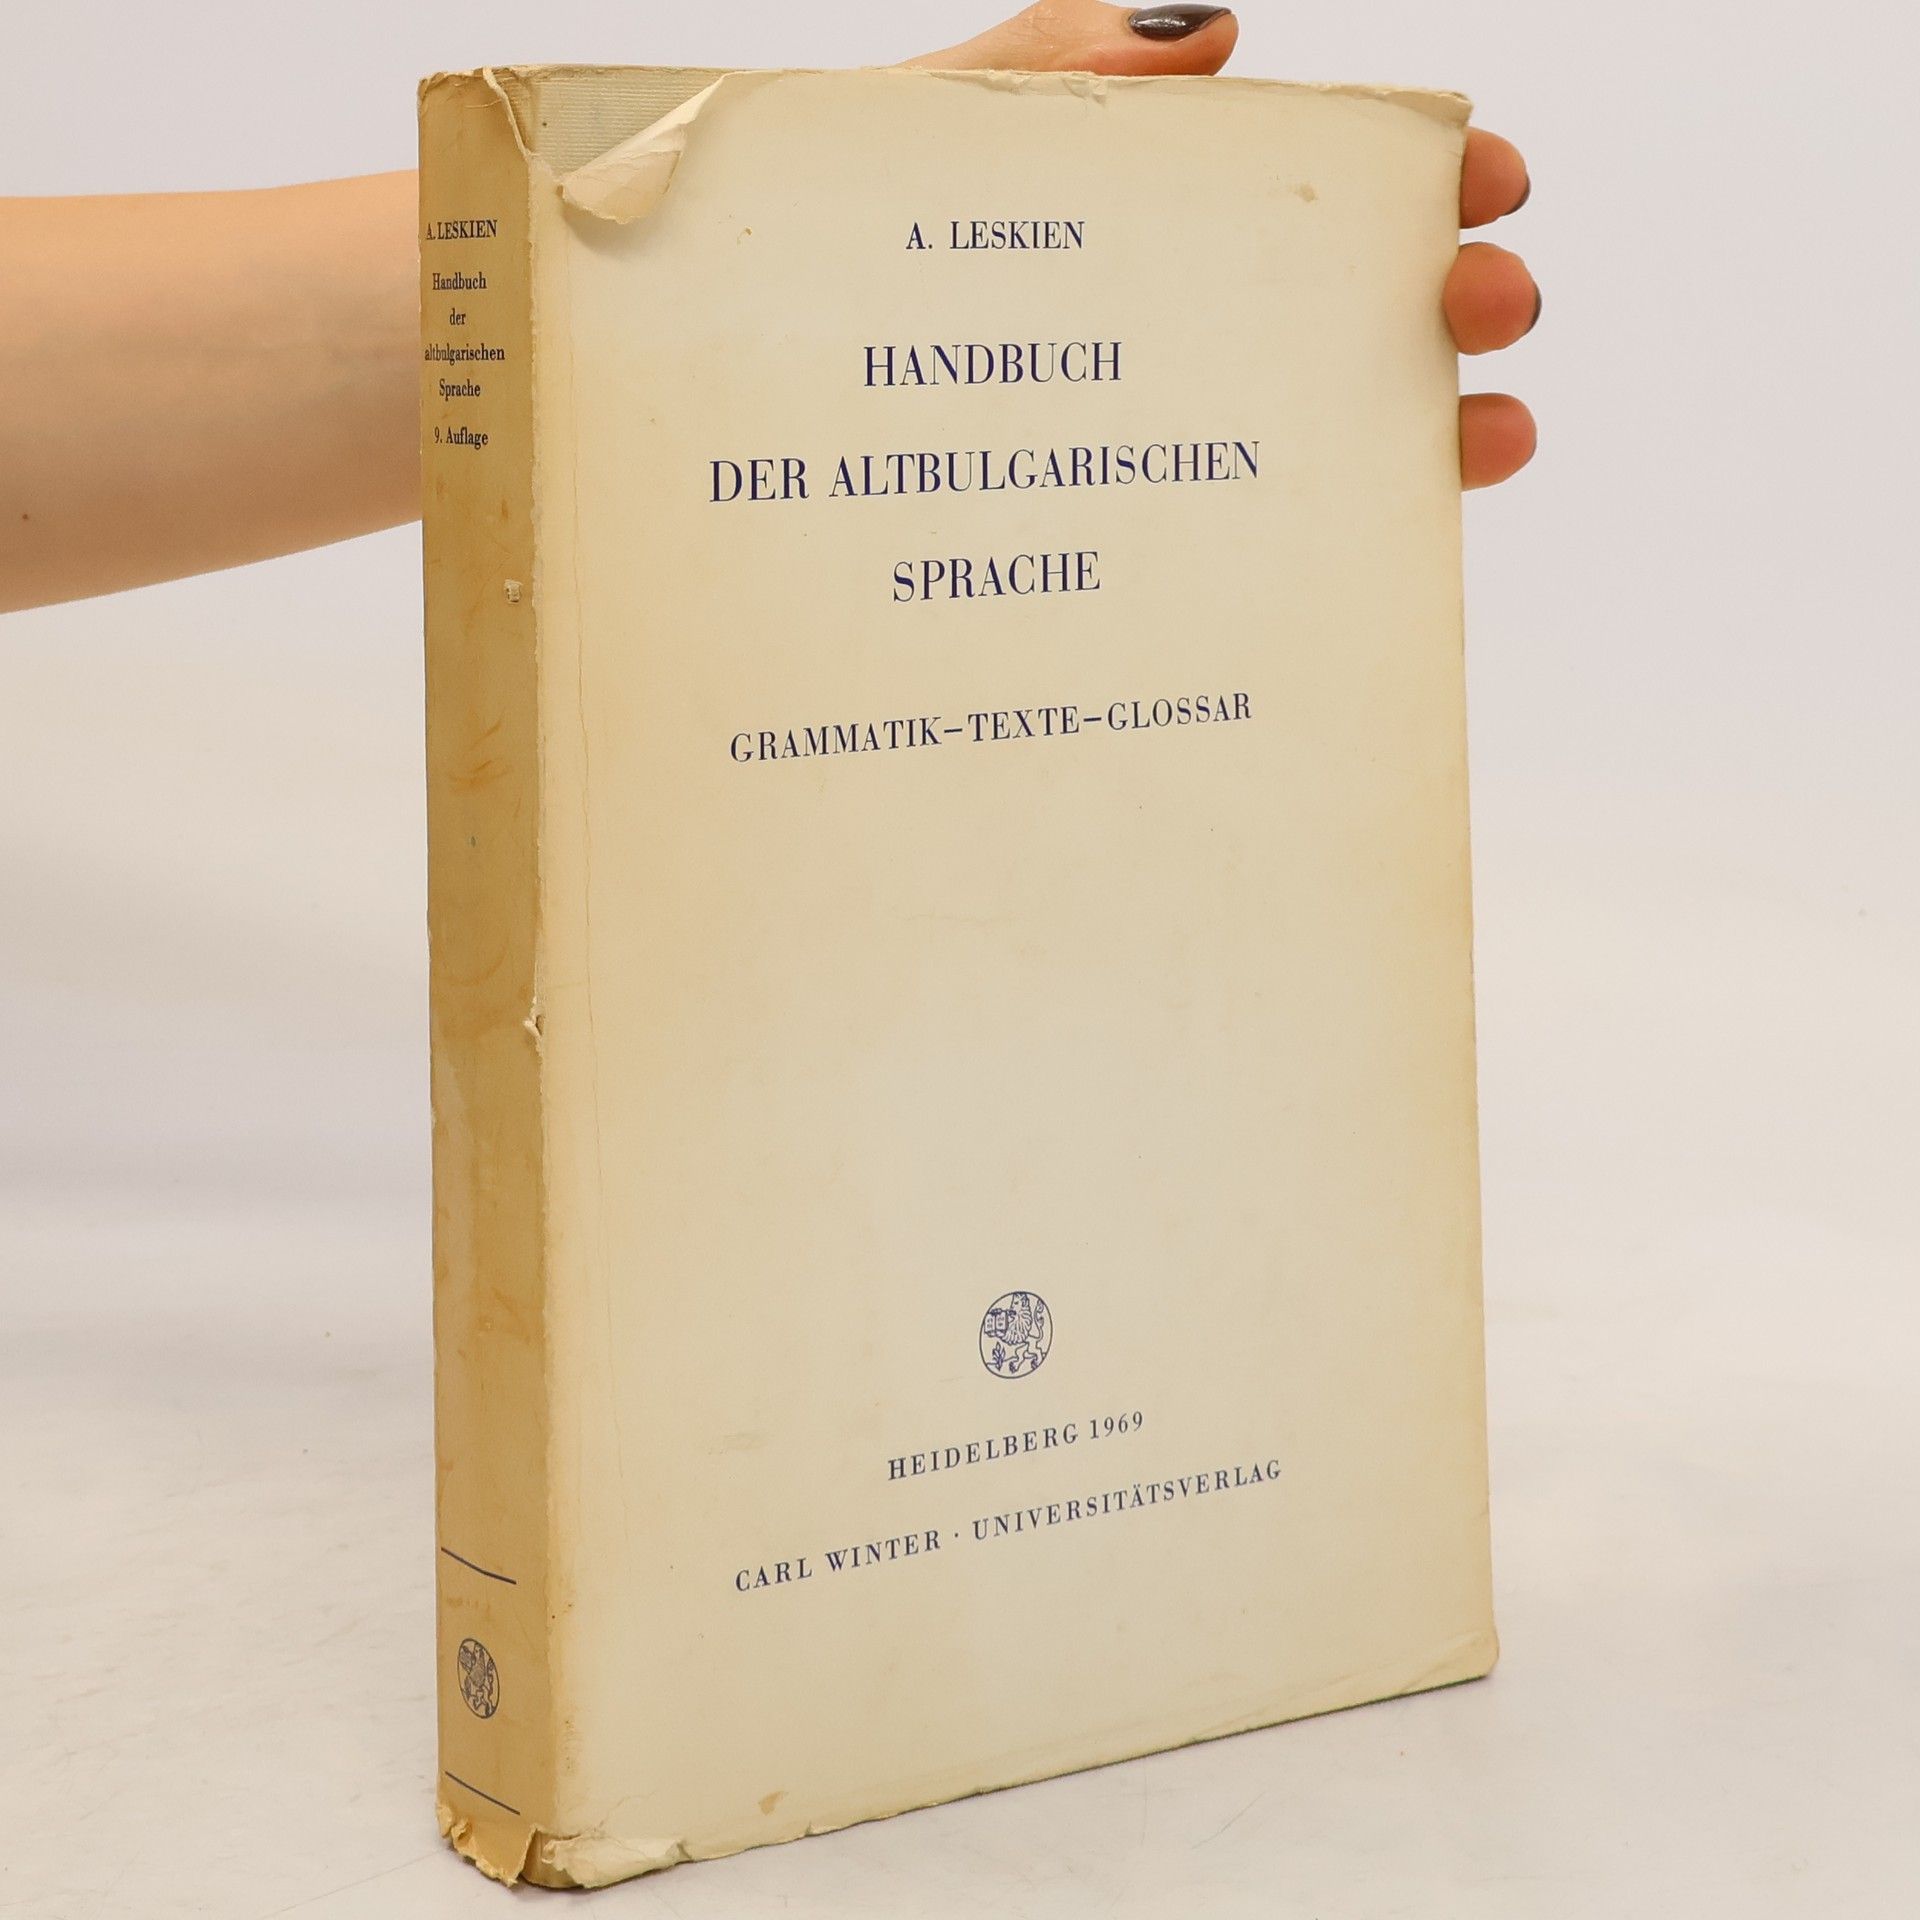 A. LESKIEN
Handbuch
der
altbulgarischen
Sprache
9. Auflage
A. LESKIEN
HANDBUCH
DER ALTBULGARISCHEN
SPRACHE
GRAMMATIK–TEXTE–GLOSSAR
HEIDELBERG 1969
CARL WINTER · UNIVERSITÄTSVERLAG